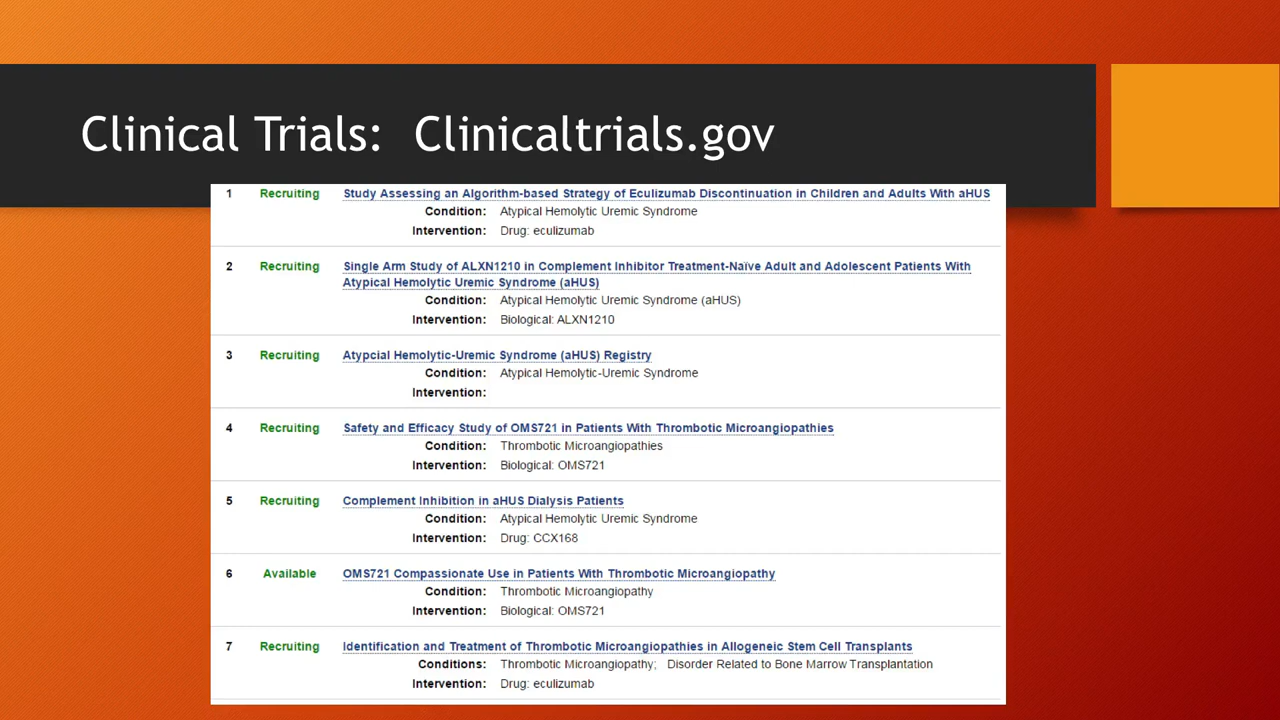 Clinical Trials: Clinicaltrials.gov
1 Recruiting Study Assessing an Algorithm-based Strategy of Eculizumab Discontinuation in Children and Adults With aHUS
Condition: Atypical Hemolytic Uremic Syndrome
Intervention: Drug: eculizumab
2 Recruiting Single Arm Study of ALXN1210 in Complement Inhibitor Treatment-Naïve Adult and Adolescent Patients With
Atypical Hemolytic Uremic Syndrome (aHUS)
Condition: Atypical Hemolytic Uremic Syndrome (aHUS)
Intervention: Biological: ALXN1210
3 Recruiting Atypcial Hemolytic-Uremic Syndrome (aHUS) Registry
Condition: Atypical Hemolytic-Uremic Syndrome
Intervention:
4 Recruiting Safety and Efficacy Study of OMS721 in Patients With Thrombotic Microangiopathies
Condition: Thrombotic Microangiopathies
Intervention: Biological: OMS721
5 Recruiting Complement Inhibition in aHUS Dialysis Patients
Condition: Atypical Hemolytic Uremic Syndrome
Intervention: Drug: CCX168
6 Available OMS721 Compassionate Use in Patients With Thrombotic Microangiopathy
Condition: Thrombotic Microangiopathy
Intervention: Biological: OMS721
7 Recruiting Identification and Treatment of Thrombotic Microangiopathies in Allogeneic Stem Cell Transplants
Conditions: Thrombotic Microangiopathy; Disorder Related to Bone Marrow Transplantation
Intervention: Drug: eculizumab